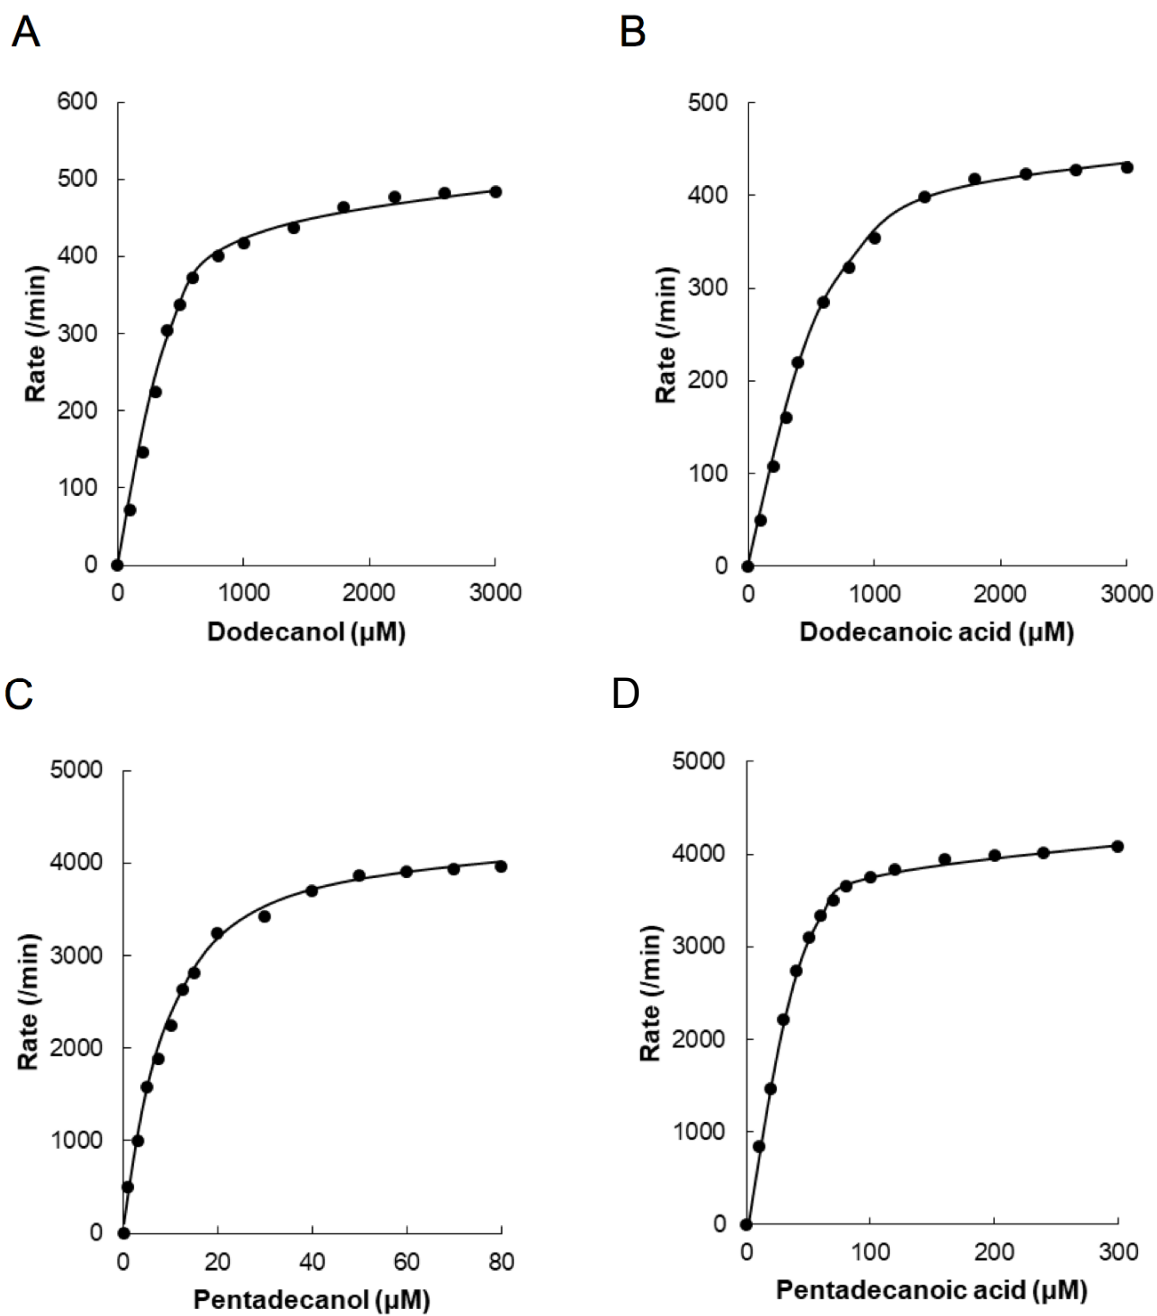 A
B
600
500
400
300
200
100
0
Rate (/min)
0 1000 2000 3000
Dodecanol (µM)
500
400
300
200
100
0
Rate (/min)
0 1000 2000 3000
Dodecanoic acid (µM)
C
D
5000
4000
3000
2000
1000
0
Rate (/min)
0 20 40 60 80
Pentadecanol (µM)
5000
4000
3000
2000
1000
0
Rate (/min)
0 100 200 300
Pentadecanoic acid (µM)